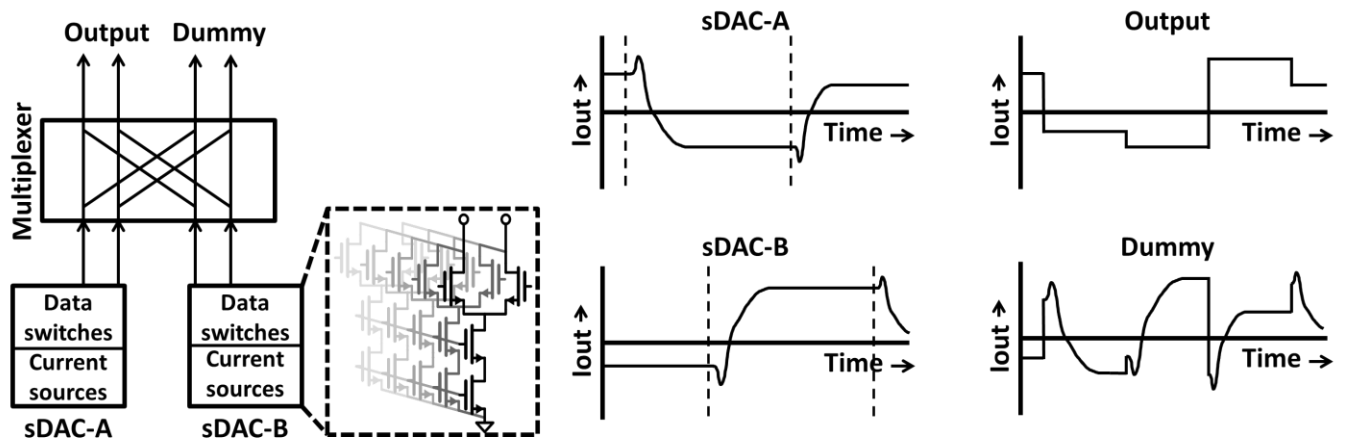 Output Dummy
Multiplexer
Data switches
Current sources
sDAC-A
Data switches
Current sources
sDAC-B
sDAC-A
Iout →
Time →
sDAC-B
Iout →
Time →
Output
Iout →
Time →
Dummy
Iout →
Time →